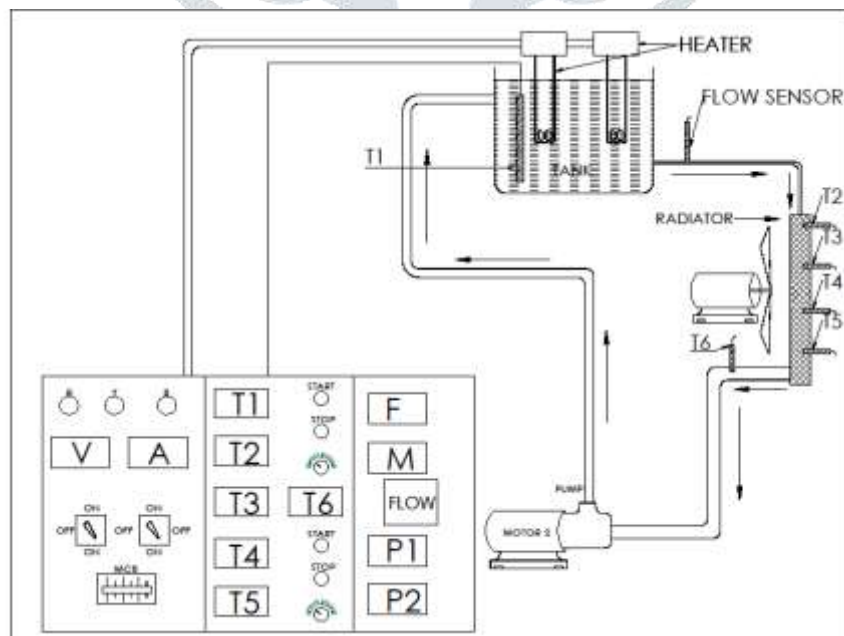 HEATER
FLOW SENSOR
T1
TANK
T2
RADIATOR
T3
T4
T5
T6
PUMP
MOTOR 2
V
A
ON
ON
OFF
OFF
OFF
ON
ON
MCB
T1
START
STOP
T2
T3
T6
T4
START
STOP
T5
F
M
FLOW
P1
P2